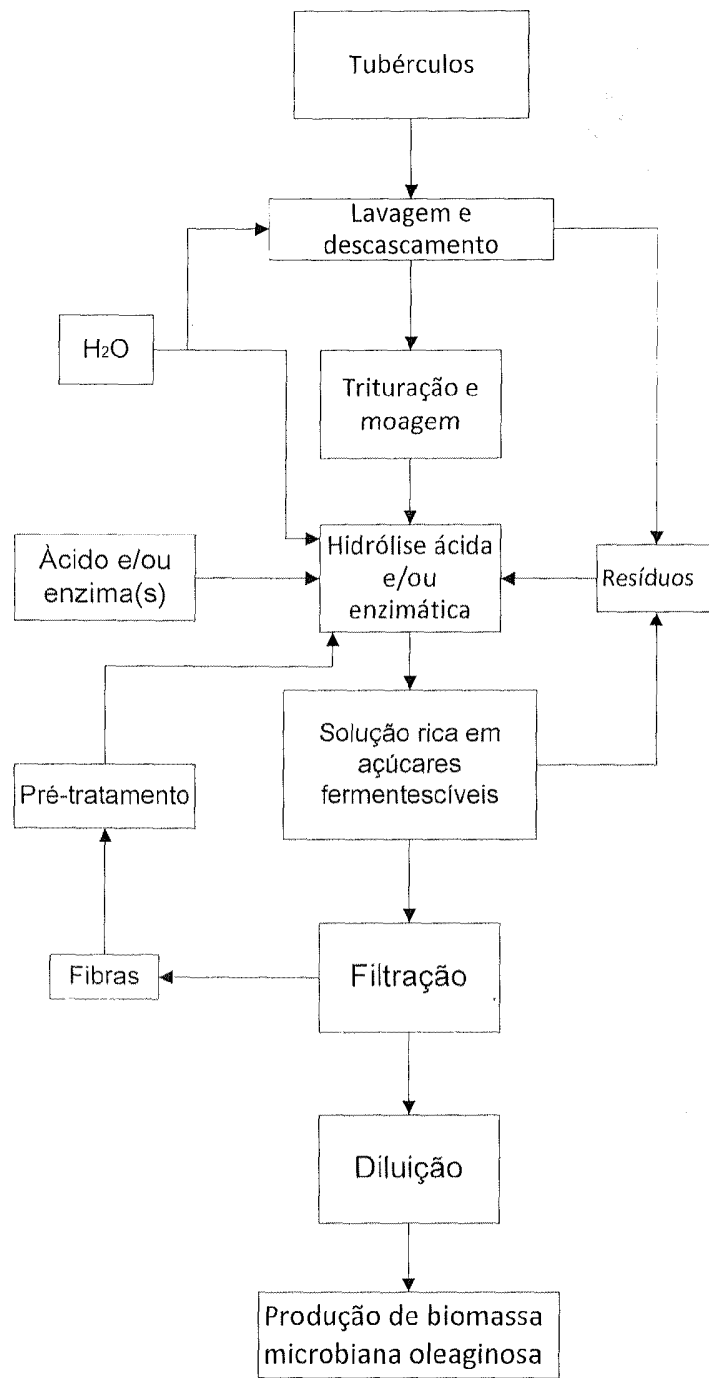 Tubérculos
Lavagem e
descascamento
H₂O
Trituração e
moagem
Àcido e/ou
enzima(s)
Hidrólise ácida
e/ou
enzimática
Resíduos
Solução rica em
açúcares
fermentescíveis
Pré-tratamento
Fibras
Filtração
Diluição
Produção de biomassa
microbiana oleaginosa